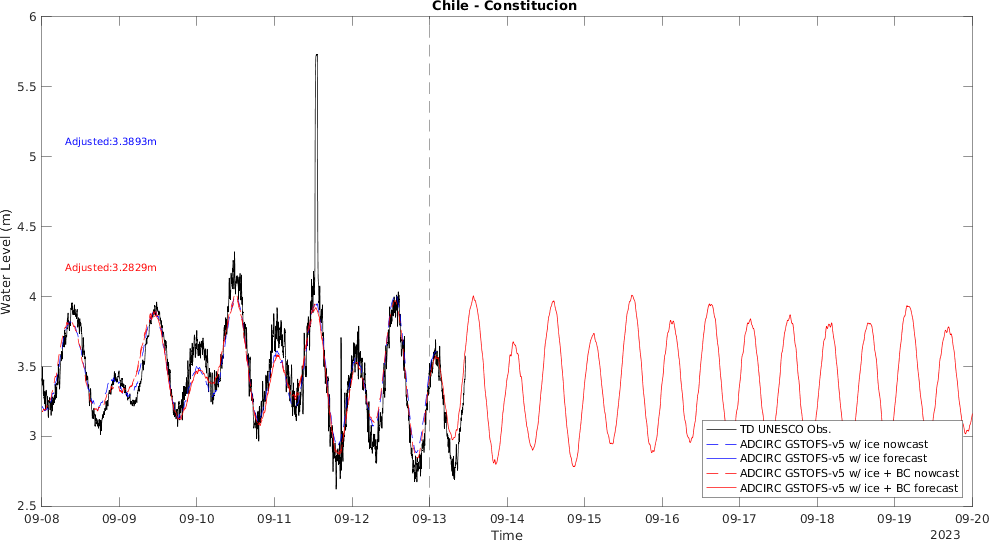 Chile - Constitucion
6
5.5
5
4.5
4
3.5
3
2.5
Water Level (m)
Adjusted:3.3893m
Adjusted:3.2829m
TD UNESCO Obs.
ADCIRC GSTOFS-v5 w/ ice nowcast
ADCIRC GSTOFS-v5 w/ ice forecast
ADCIRC GSTOFS-v5 w/ ice + BC nowcast
ADCIRC GSTOFS-v5 w/ ice + BC forecast
09-08 09-09 09-10 09-11 09-12 09-13 09-14 09-15 09-16 09-17 09-18 09-19 09-20
Time
2023